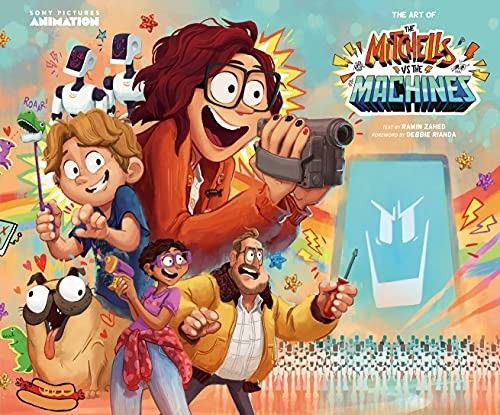 SONY PICTURES
ANIMATION
THE ART OF
THE
MITCHELLS
VS THE
MACHINES
TEXT BY RAMIN ZAHED
FOREWORD BY DEBBIE RIANDA
ROAR!